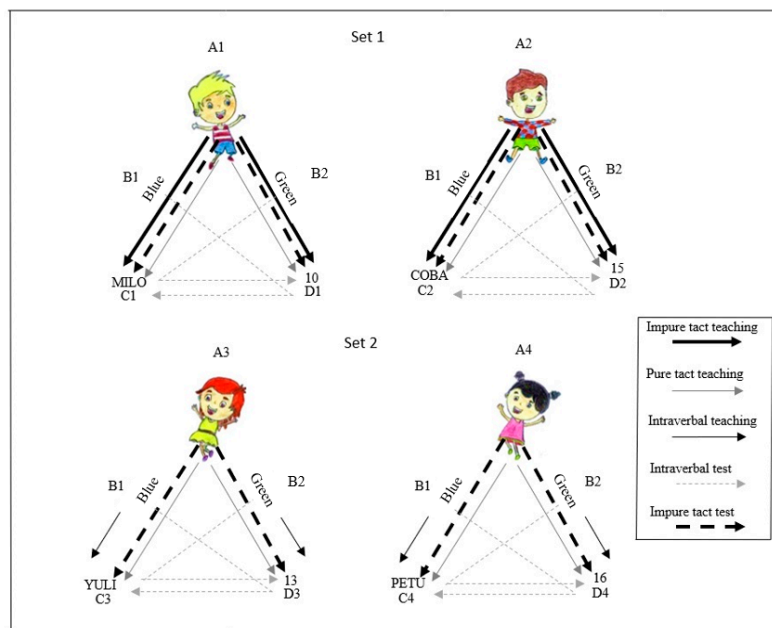 Set 1
A1
A2
B1
Blue
Green
B2
B1
Blue
Green
B2
MILO
C1
10
D1
COBA
C2
15
D2
Set 2
A3
A4
B1
Blue
Green
B2
B1
Blue
Green
B2
YULI
C3
13
D3
PETU
C4
16
D4
Impure tact teaching
Pure tact teaching
Intraverbal teaching
Intraverbal test
Impure tact test